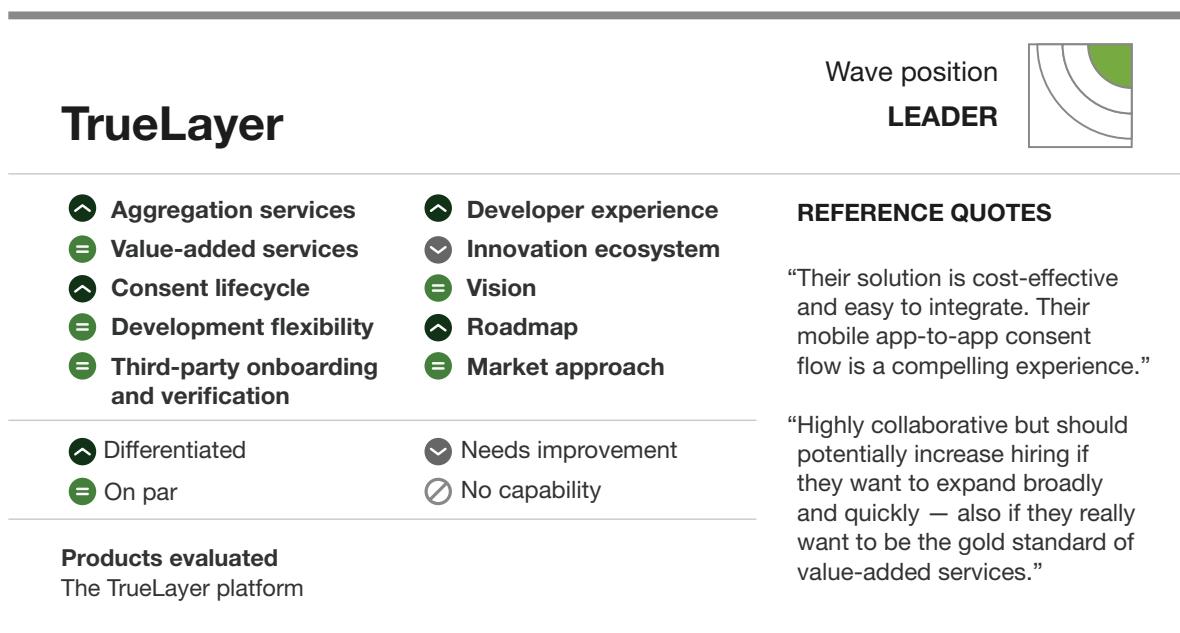 Wave position
LEADER
TrueLayer
Aggregation services
Value-added services
Consent lifecycle
Development flexibility
Third-party onboarding
and verification
Developer experience
Innovation ecosystem
Vision
Roadmap
Market approach
Differentiated
On par
Needs improvement
No capability
Products evaluated
The TrueLayer platform
REFERENCE QUOTES
“Their solution is cost-effective
and easy to integrate. Their
mobile app-to-app consent
flow is a compelling experience.”
“Highly collaborative but should
potentially increase hiring if
they want to expand broadly
and quickly — also if they really
want to be the gold standard of
value-added services.”